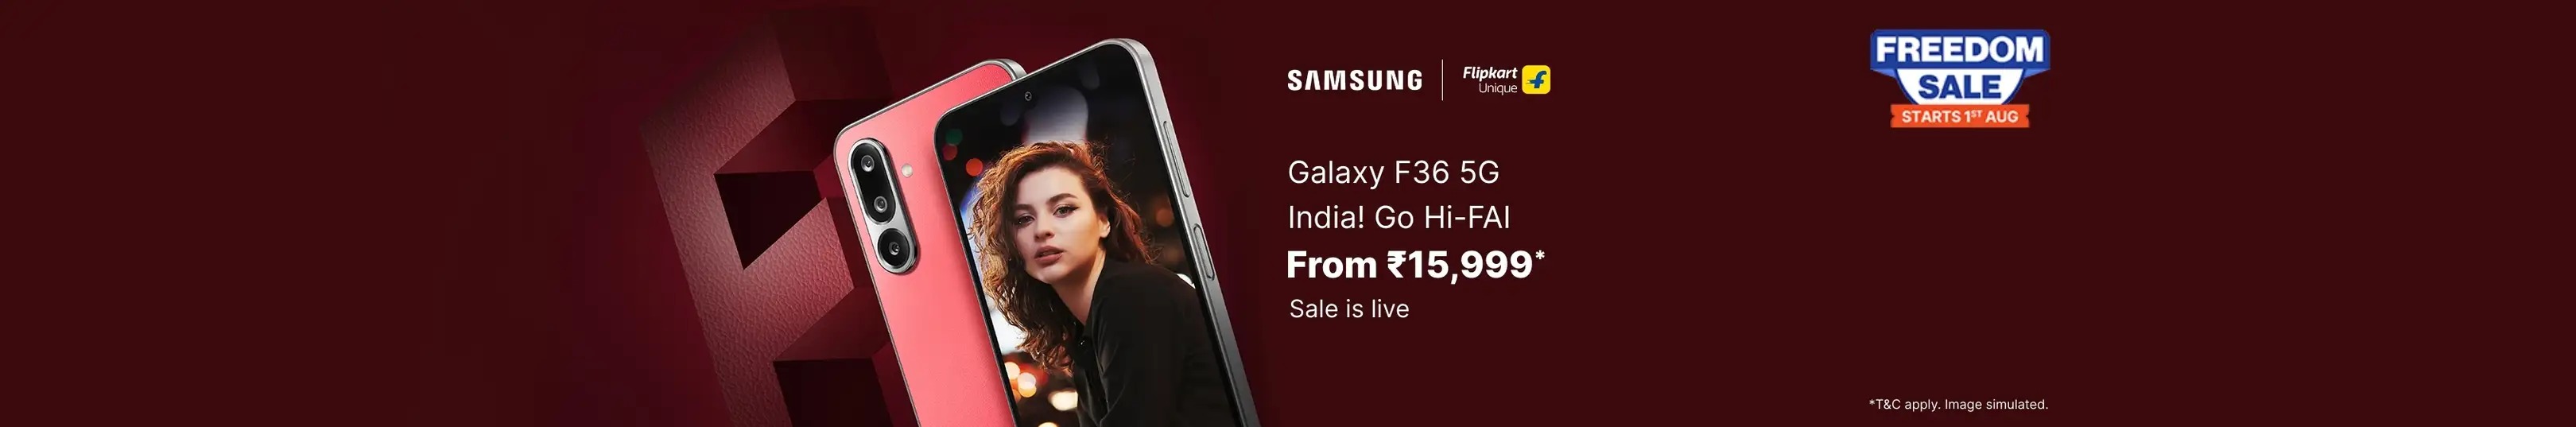 SAMSUNG
Flipkart
Unique
Galaxy F36 5G
India! Go Hi-FAI
From ₹15,999*
Sale is live
FREEDOM
SALE
STARTS 1ST AUG
*T&C apply. Image simulated.